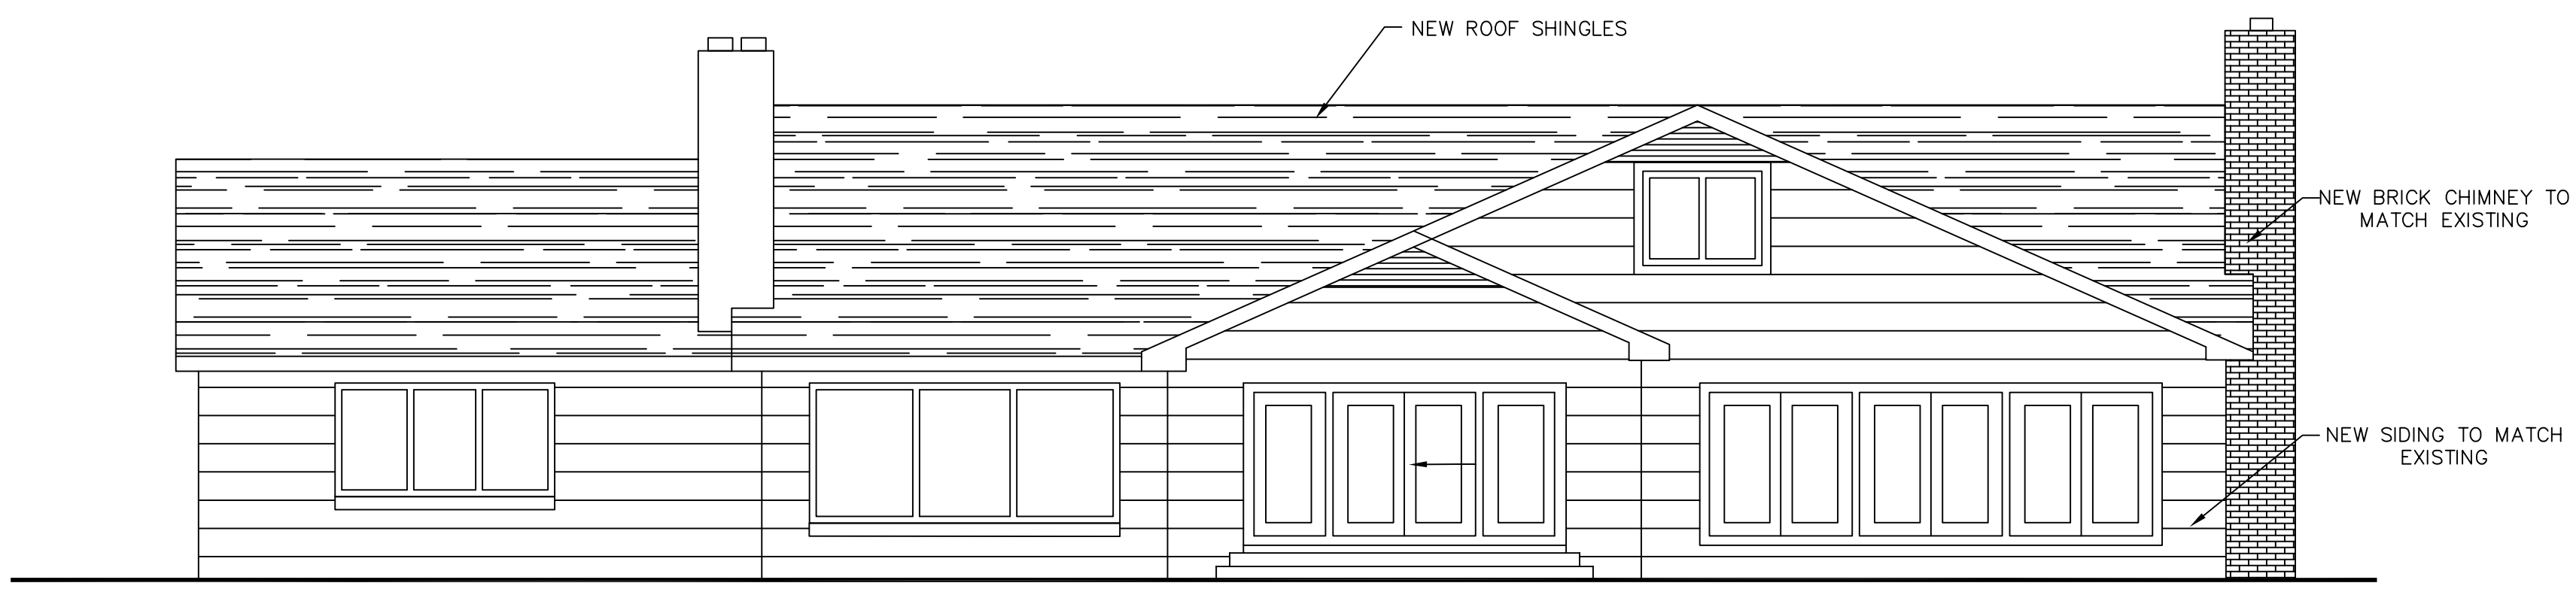 NEW ROOF SHINGLES
NEW BRICK CHIMNEY TO
MATCH EXISTING
NEW SIDING TO MATCH
EXISTING